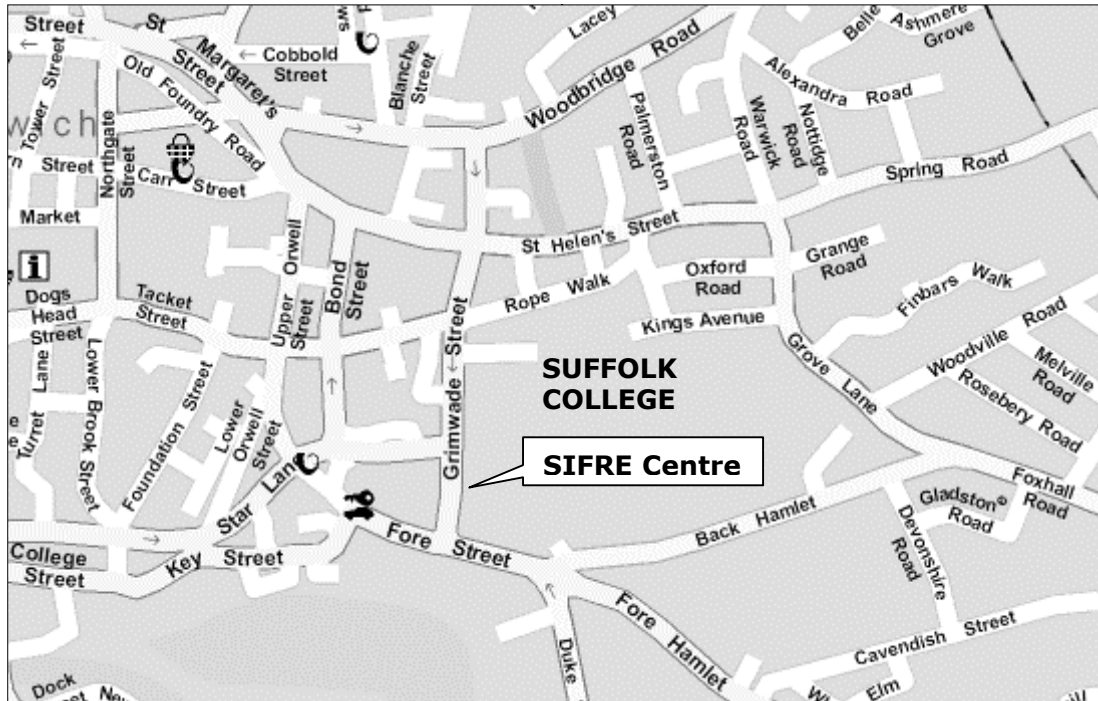 Street
St
Margaret's
Street
Cobbold
Street
Blanche
Street
Lacey
Woodbridge Road
Belle
Ashmere
Grove
Alexandra Road
Old Foundry Road
Tower Street
Northgate
Street
Carr Street
Palmerston
Road
Warwick
Road
Nottidge
Road
Spring Road
Market
Street
Upper Orwell
Street
Bond
Street
St Helen's Street
Rope Walk
Oxford
Road
Grange
Road
Kings Avenue
Finbars Walk
Woodville Road
Melville
Road
Rosebery Road
Grove Lane
i
Dogs
Head
Street
Tacket
Street
Turret Lane
Lower Brook Street
Foundation Street
Lower
Orwell
Street
Grimwade Street
SUFFOLK
COLLEGE
SIFRE Centre
Star Lane
Key Street
Fore Street
College
Street
Back Hamlet
Foxhall
Road
Gladstone
Road
Devonshire
Road
Fore Hamlet
Duke
Cavendish Street
Elm
Dock